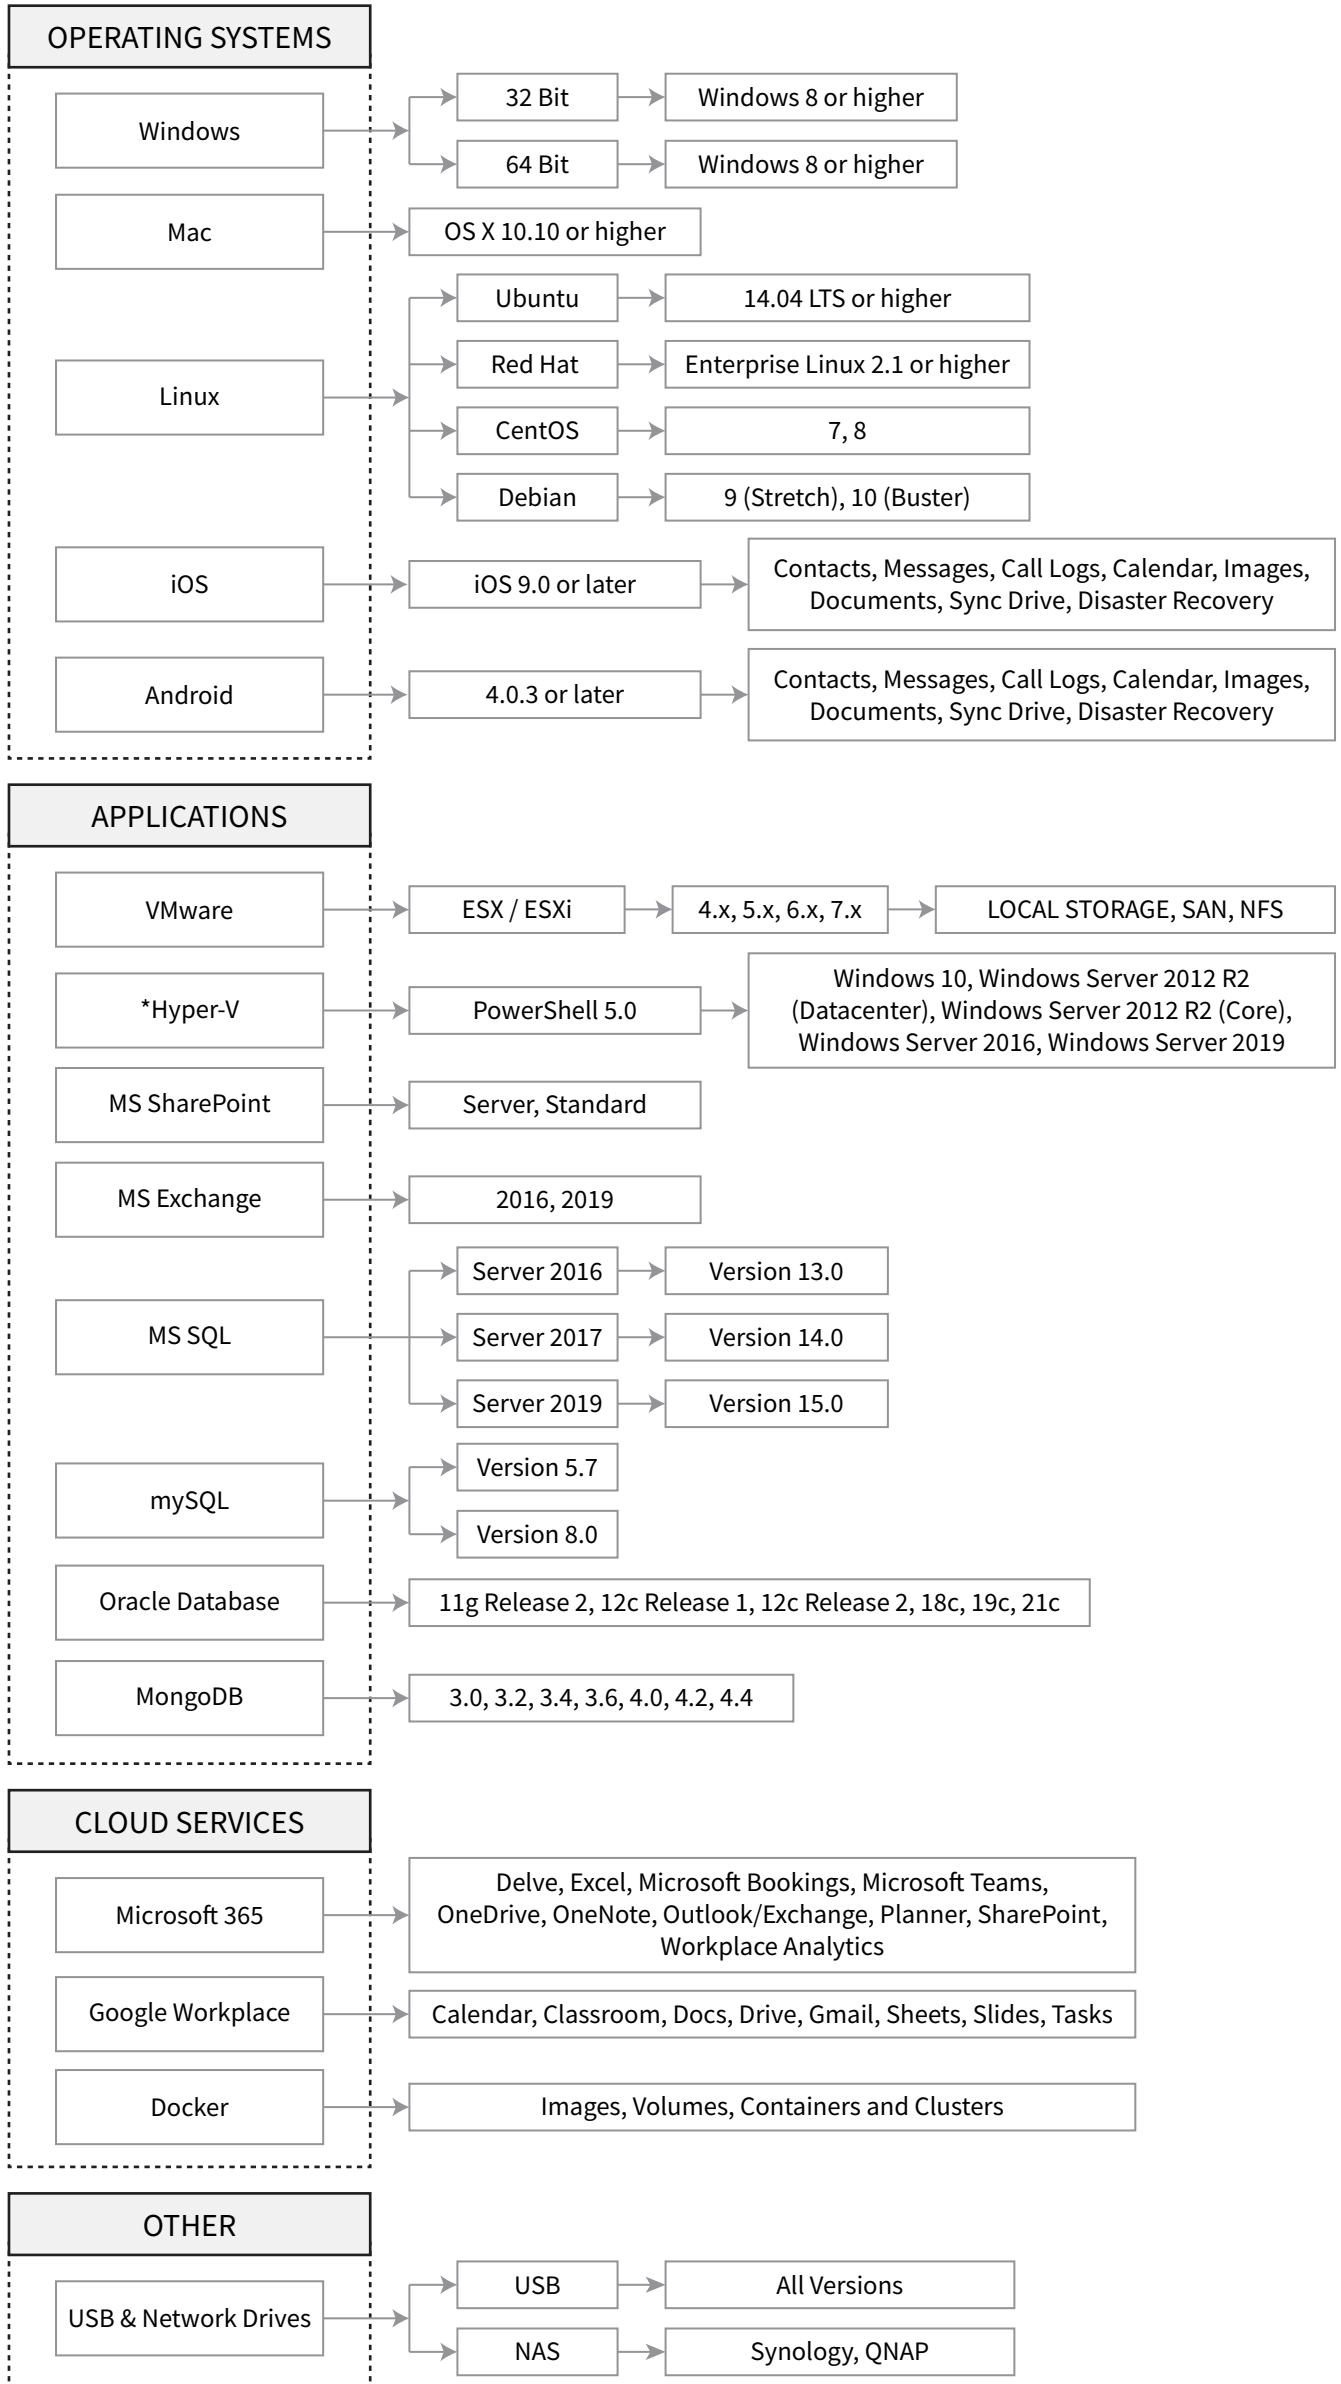 OPERATING SYSTEMS
Windows
32 Bit
Windows 8 or higher
64 Bit
Windows 8 or higher
Mac
OS X 10.10 or higher
Linux
Ubuntu
14.04 LTS or higher
Red Hat
Enterprise Linux 2.1 or higher
CentOS
7, 8
Debian
9 (Stretch), 10 (Buster)
iOS
iOS 9.0 or later
Contacts, Messages, Call Logs, Calendar, Images,
Documents, Sync Drive, Disaster Recovery
Android
4.0.3 or later
Contacts, Messages, Call Logs, Calendar, Images,
Documents, Sync Drive, Disaster Recovery
APPLICATIONS
VMware
ESX / ESXi
4.x, 5.x, 6.x, 7.x
LOCAL STORAGE, SAN, NFS
*Hyper-V
PowerShell 5.0
Windows 10, Windows Server 2012 R2
(Datacenter), Windows Server 2012 R2 (Core),
Windows Server 2016, Windows Server 2019
MS SharePoint
Server, Standard
MS Exchange
2016, 2019
MS SQL
Server 2016
Version 13.0
Server 2017
Version 14.0
Server 2019
Version 15.0
mySQL
Version 5.7
Version 8.0
Oracle Database
11g Release 2, 12c Release 1, 12c Release 2, 18c, 19c, 21c
MongoDB
3.0, 3.2, 3.4, 3.6, 4.0, 4.2, 4.4
CLOUD SERVICES
Microsoft 365
Delve, Excel, Microsoft Bookings, Microsoft Teams,
OneDrive, OneNote, Outlook/Exchange, Planner, SharePoint,
Workplace Analytics
Google Workplace
Calendar, Classroom, Docs, Drive, Gmail, Sheets, Slides, Tasks
Docker
Images, Volumes, Containers and Clusters
OTHER
USB & Network Drives
USB
All Versions
NAS
Synology, QNAP